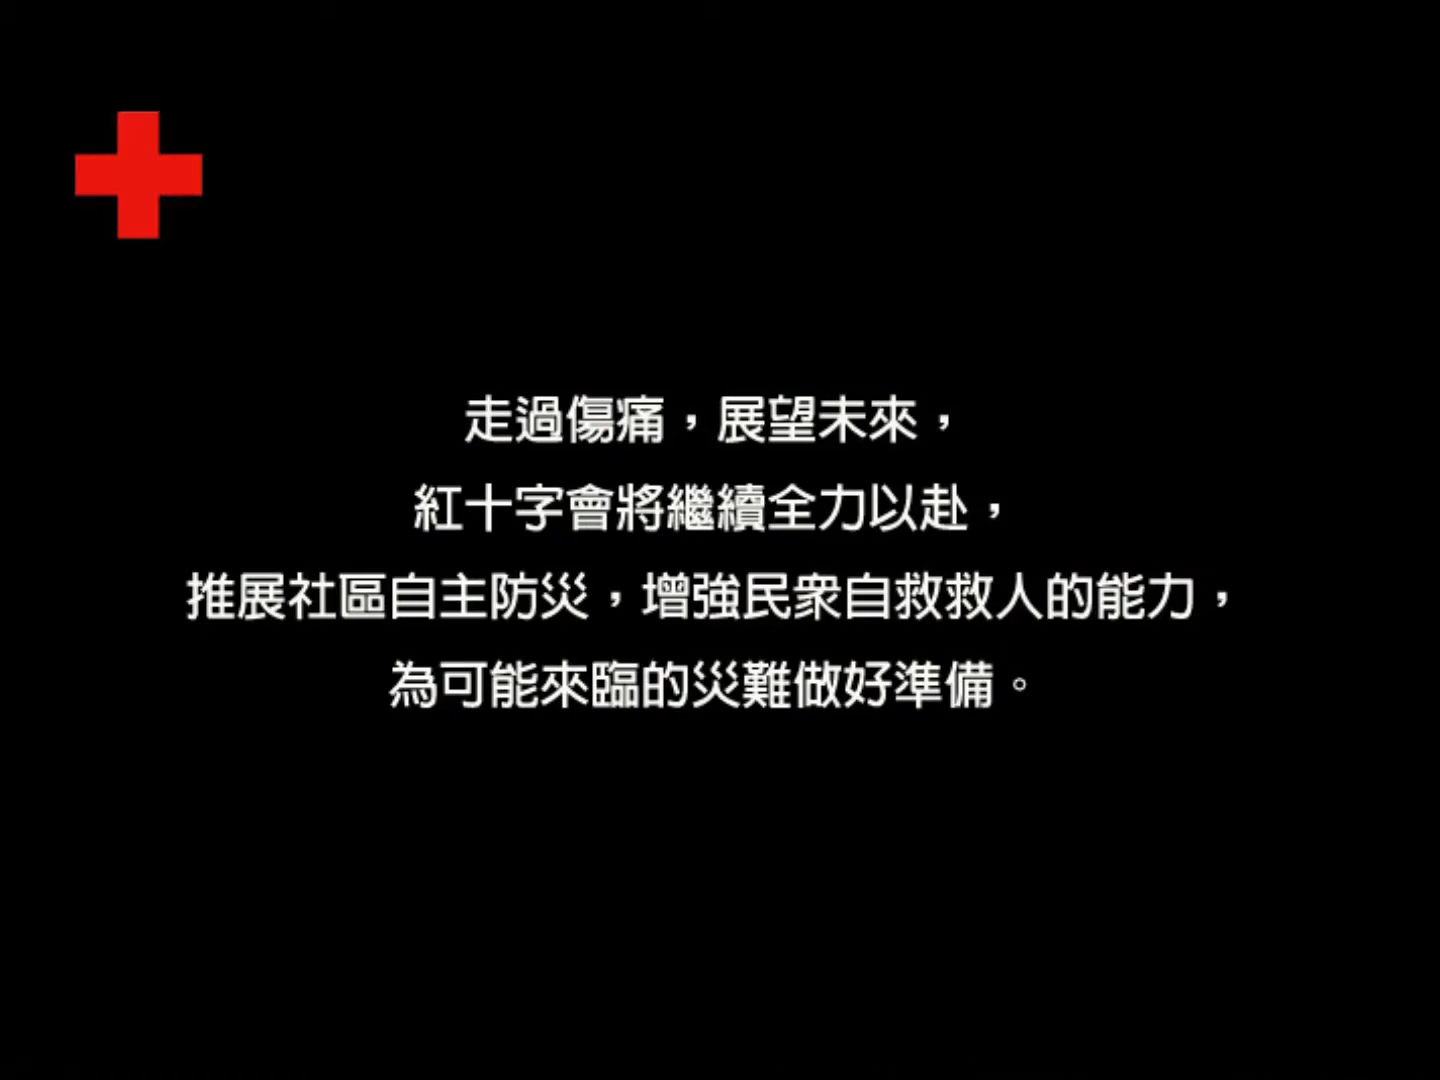 走過傷痛，展望未來，
紅十字會將繼續全力以赴，
推展社區自主防災，增強民眾自救救人的能力，
為可能來臨的災難做好準備。